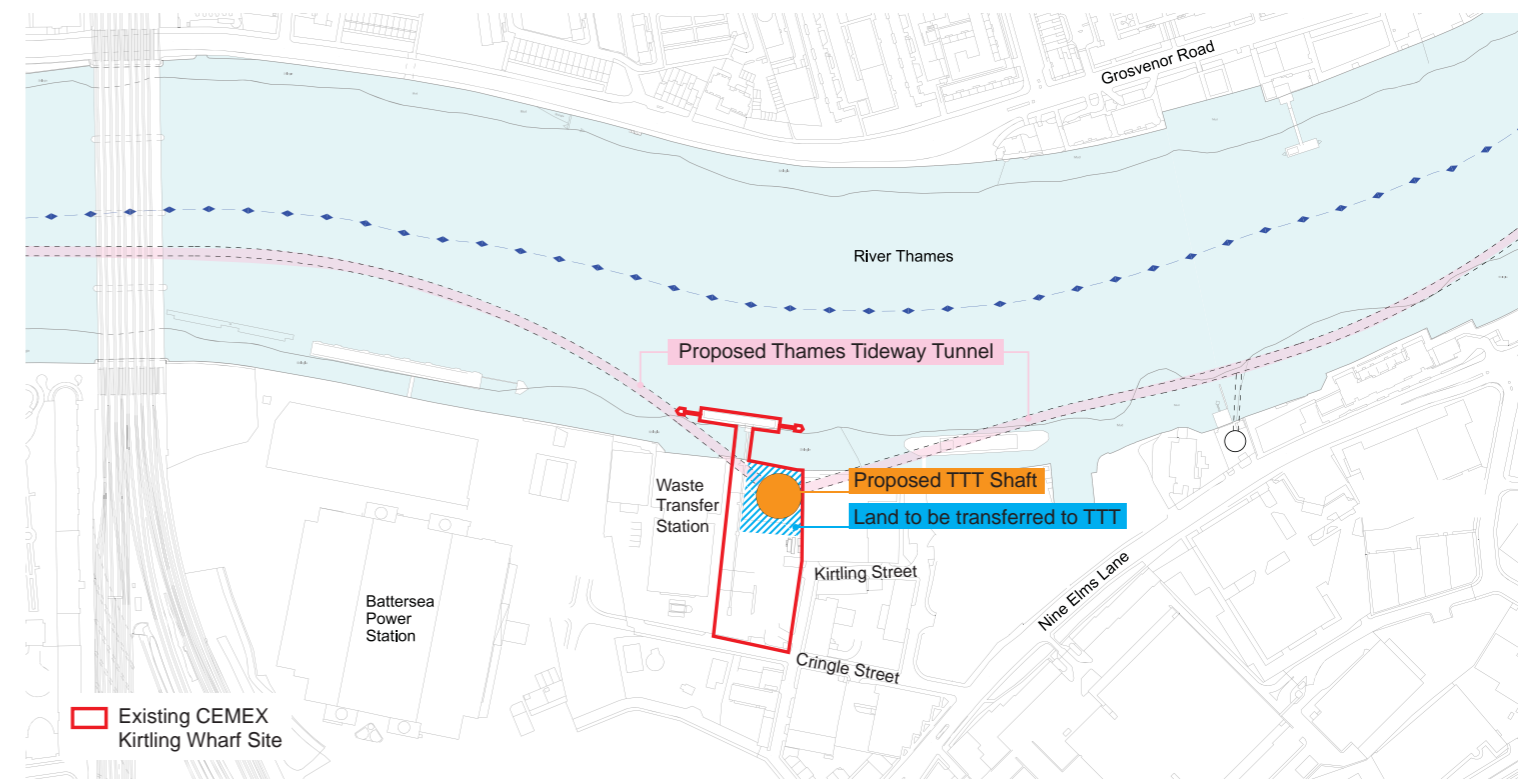 Grosvenor Road
River Thames
Proposed Thames Tideway Tunnel
Waste
Transfer
Station
Proposed TTT Shaft
Land to be transferred to TTT
Kirtling Street
Nine Elms Lane
Battersea
Power
Station
Cringle Street
Existing CEMEX
Kirtling Wharf Site